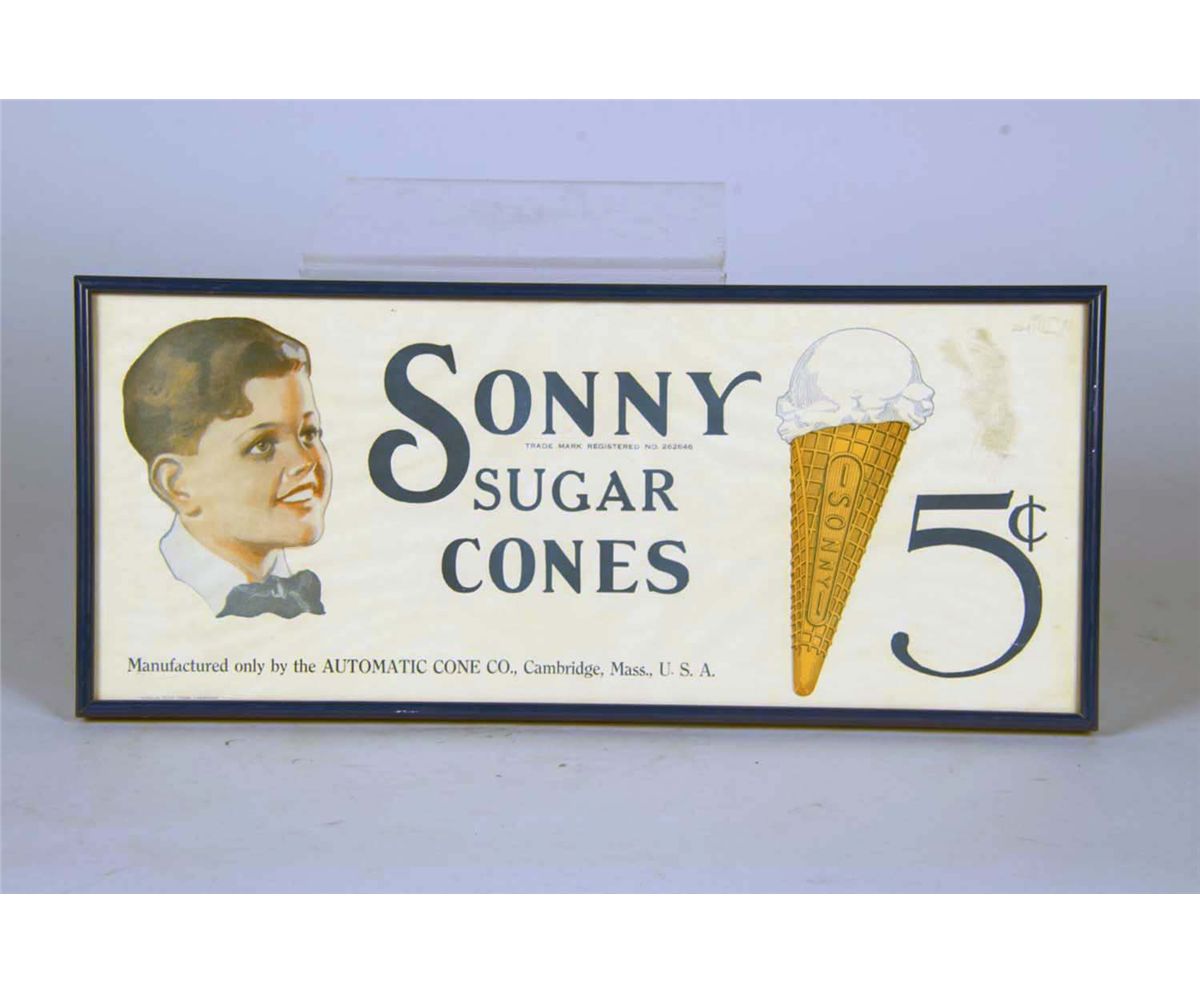 SONNY
TRADE MARK REGISTERED NO. 262646
SUGAR
CONES
SONNY
5¢
Manufactured only by the AUTOMATIC CONE CO., Cambridge, Mass., U. S. A.